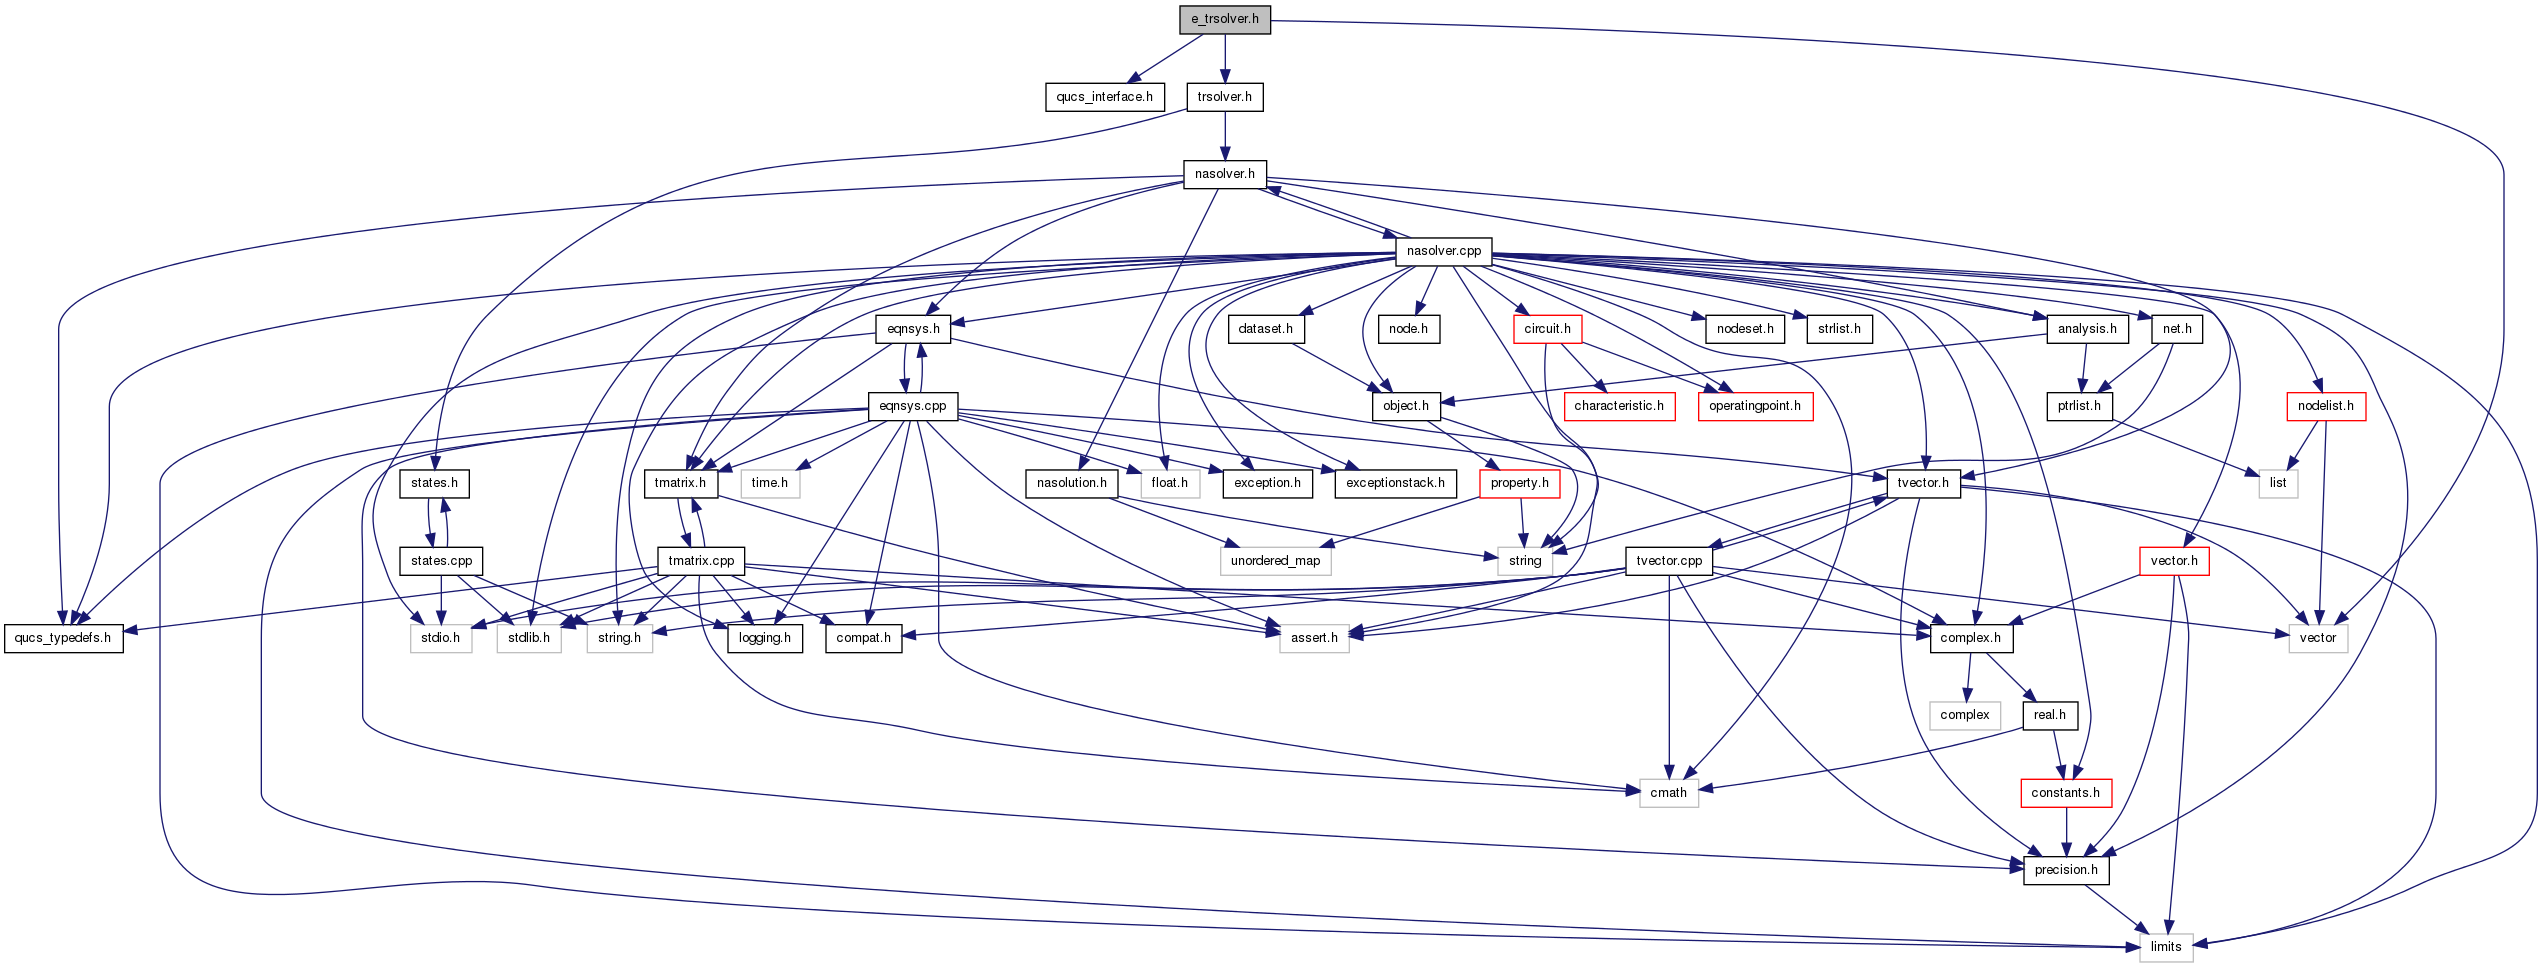 e_trsolver.h
qucs_interface.h
trsolver.h
nasolver.h
nasolver.cpp
eqnsys.h
dataset.h
node.h
circuit.h
nodeset.h
strlist.h
analysis.h
net.h
eqnsys.cpp
object.h
characteristic.h
operatingpoint.h
ptrlist.h
nodelist.h
states.h
tmatrix.h
time.h
nasolution.h
float.h
exception.h
exceptionstack.h
property.h
tvector.h
list
states.cpp
tmatrix.cpp
unordered_map
string
tvector.cpp
vector.h
qucs_typedefs.h
stdio.h
stdlib.h
string.h
logging.h
compat.h
assert.h
complex.h
vector
complex
real.h
cmath
constants.h
precision.h
limits